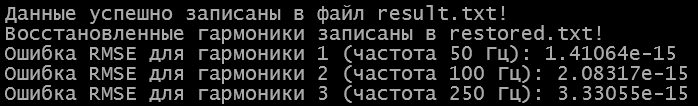 Данные успешно записаны в файл result.txt!
Восстановленные гармоники записаны в restored.txt!
Ошибка RMSE для гармоники 1 (частота 50 Гц): 1.41064e-15
Ошибка RMSE для гармоники 2 (частота 100 Гц): 2.08317e-15
Ошибка RMSE для гармоники 3 (частота 250 Гц): 3.33055e-15